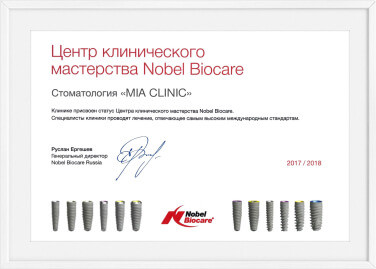 Центр клинического
мастерства Nobel Biocare
Стоматология «MIA CLINIC»
Клинике присвоен статус Центра клинического мастерства Nobel Biocare.
Специалисты клиники проводят лечение, отвечающее самым высоким международным стандартам.
Руслан Ергешев
Генеральный директор
Nobel Biocare Russia
2017 / 2018
Nobel
Biocare